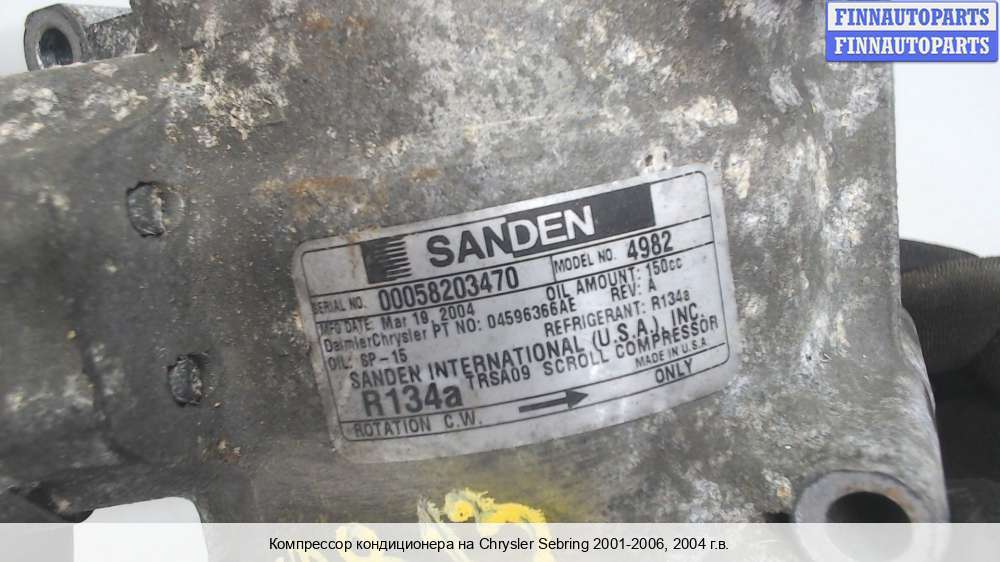 FINNAUTOPARTS
FINNAUTOPARTS
SANDEN
SERIAL NO. 00058203470 MODEL NO. 4982
MFG DATE: Mar 19, 2004 OIL AMOUNT: 150cc
DaimlerChrysler PT NO: 04596366AE REV: A
OIL: SP-15 REFRIGERANT: R134a
SANDEN INTERNATIONAL (U.S.A.), INC.
R134a TRSA09 SCROLL COMPRESSOR
MADE IN U.S.A
ROTATION C.W. ONLY
Компрессор кондиционера на Chrysler Sebring 2001-2006, 2004 г.в.